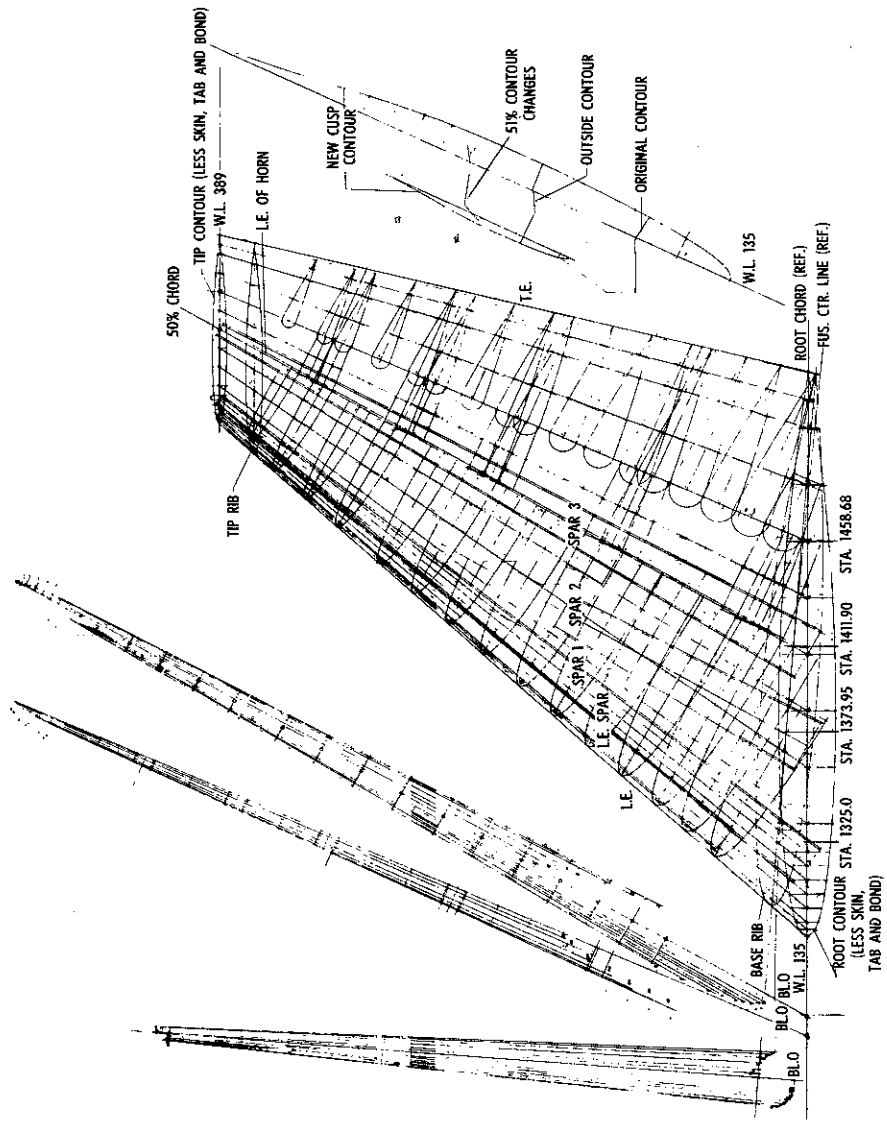 TIP CONTOUR (LESS SKIN, TAB AND BOND)
W.L. 389
L.E. OF HORN
50% CHORD
NEW CUSP
CONTOUR
51% CONTOUR
CHANGES
OUTSIDE CONTOUR
ORIGINAL CONTOUR
W.L. 135
TIP RIB
T.E.
SPAR 3
SPAR 2
SPAR 1
L.E. SPAR
L.E.
ROOT CHORD (REF.)
FUS. CTR. LINE (REF.)
STA. 1458.68
STA. 1411.90
STA. 1373.95
STA. 1325.0
BASE RIB
ROOT CONTOUR
(LESS SKIN,
TAB AND BOND)
W.L. 135
BL.O
BL.O
BL.O